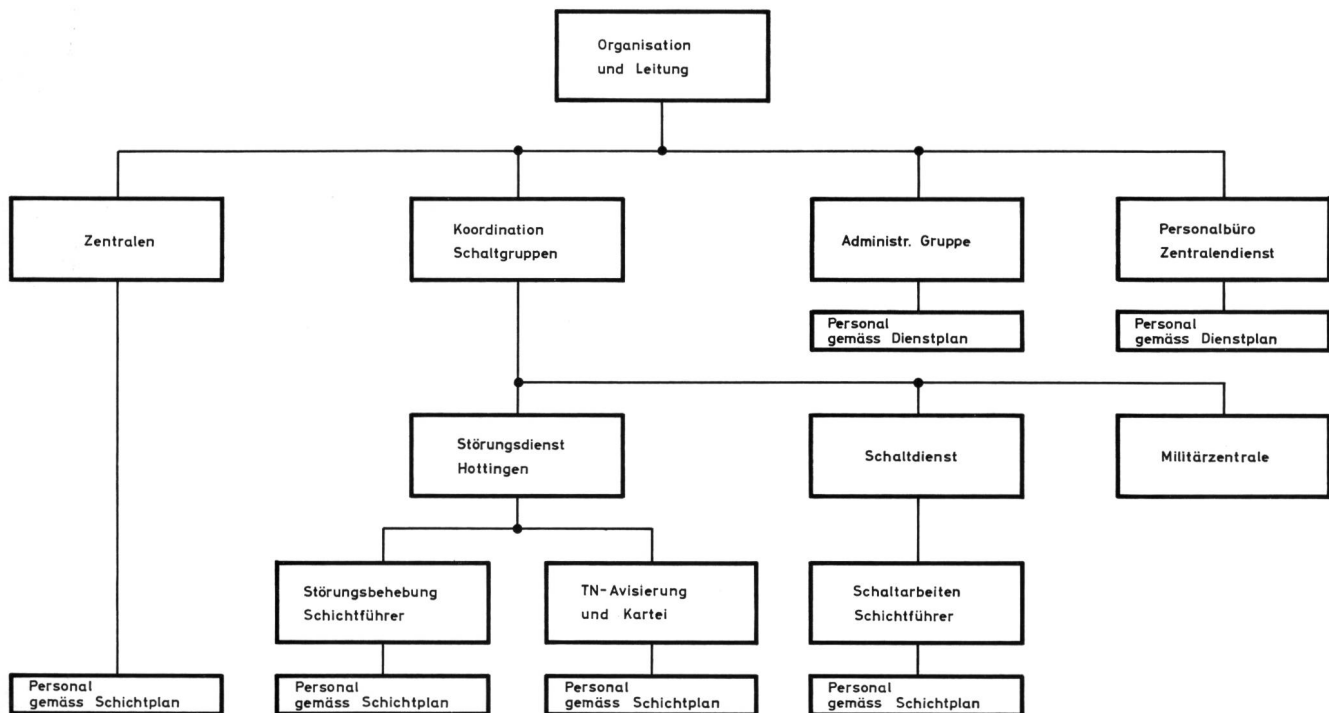 Organisation
und Leitung
Zentralen
Koordination
Schaltgruppen
Administr. Gruppe
Personalbüro
Zentralendienst
Personal
gemäss Dienstplan
Personal
gemäss Dienstplan
Störungsdienst
Hottingen
Schaltdienst
Militärzentrale
Störungsbehebung
Schichtführer
TN-Avisierung
und Kartei
Schaltarbeiten
Schichtführer
Personal
gemäss Schichtplan
Personal
gemäss Schichtplan
Personal
gemäss Schichtplan
Personal
gemäss Schichtplan